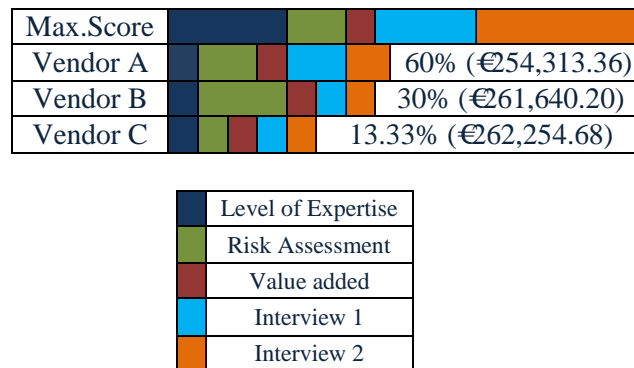 Max.Score
Vendor A 60% (€254,313.36)
Vendor B 30% (€261,640.20)
Vendor C 13.33% (€262,254.68)
Level of Expertise
Risk Assessment
Value added
Interview 1
Interview 2